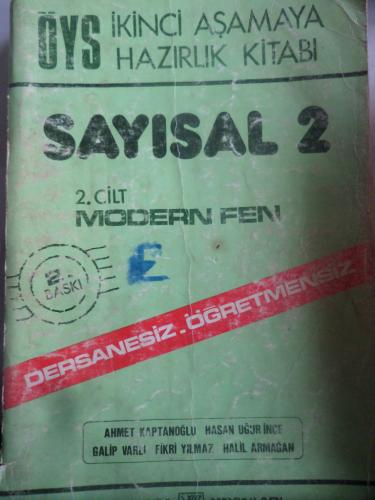 ÖYS İKİNCİ AŞAMAYA
HAZIRLIK KİTABI
SAYISAL 2
2. CİLT
MODERN FEN
E
2.
BASKI
DERSANESİZ-ÖĞRETMENSİZ
AHMET KAPTANOĞLU HASAN UĞUR İNCE
GALİP VARLI FİKRİ YILMAZ HALİL ARMAĞAN